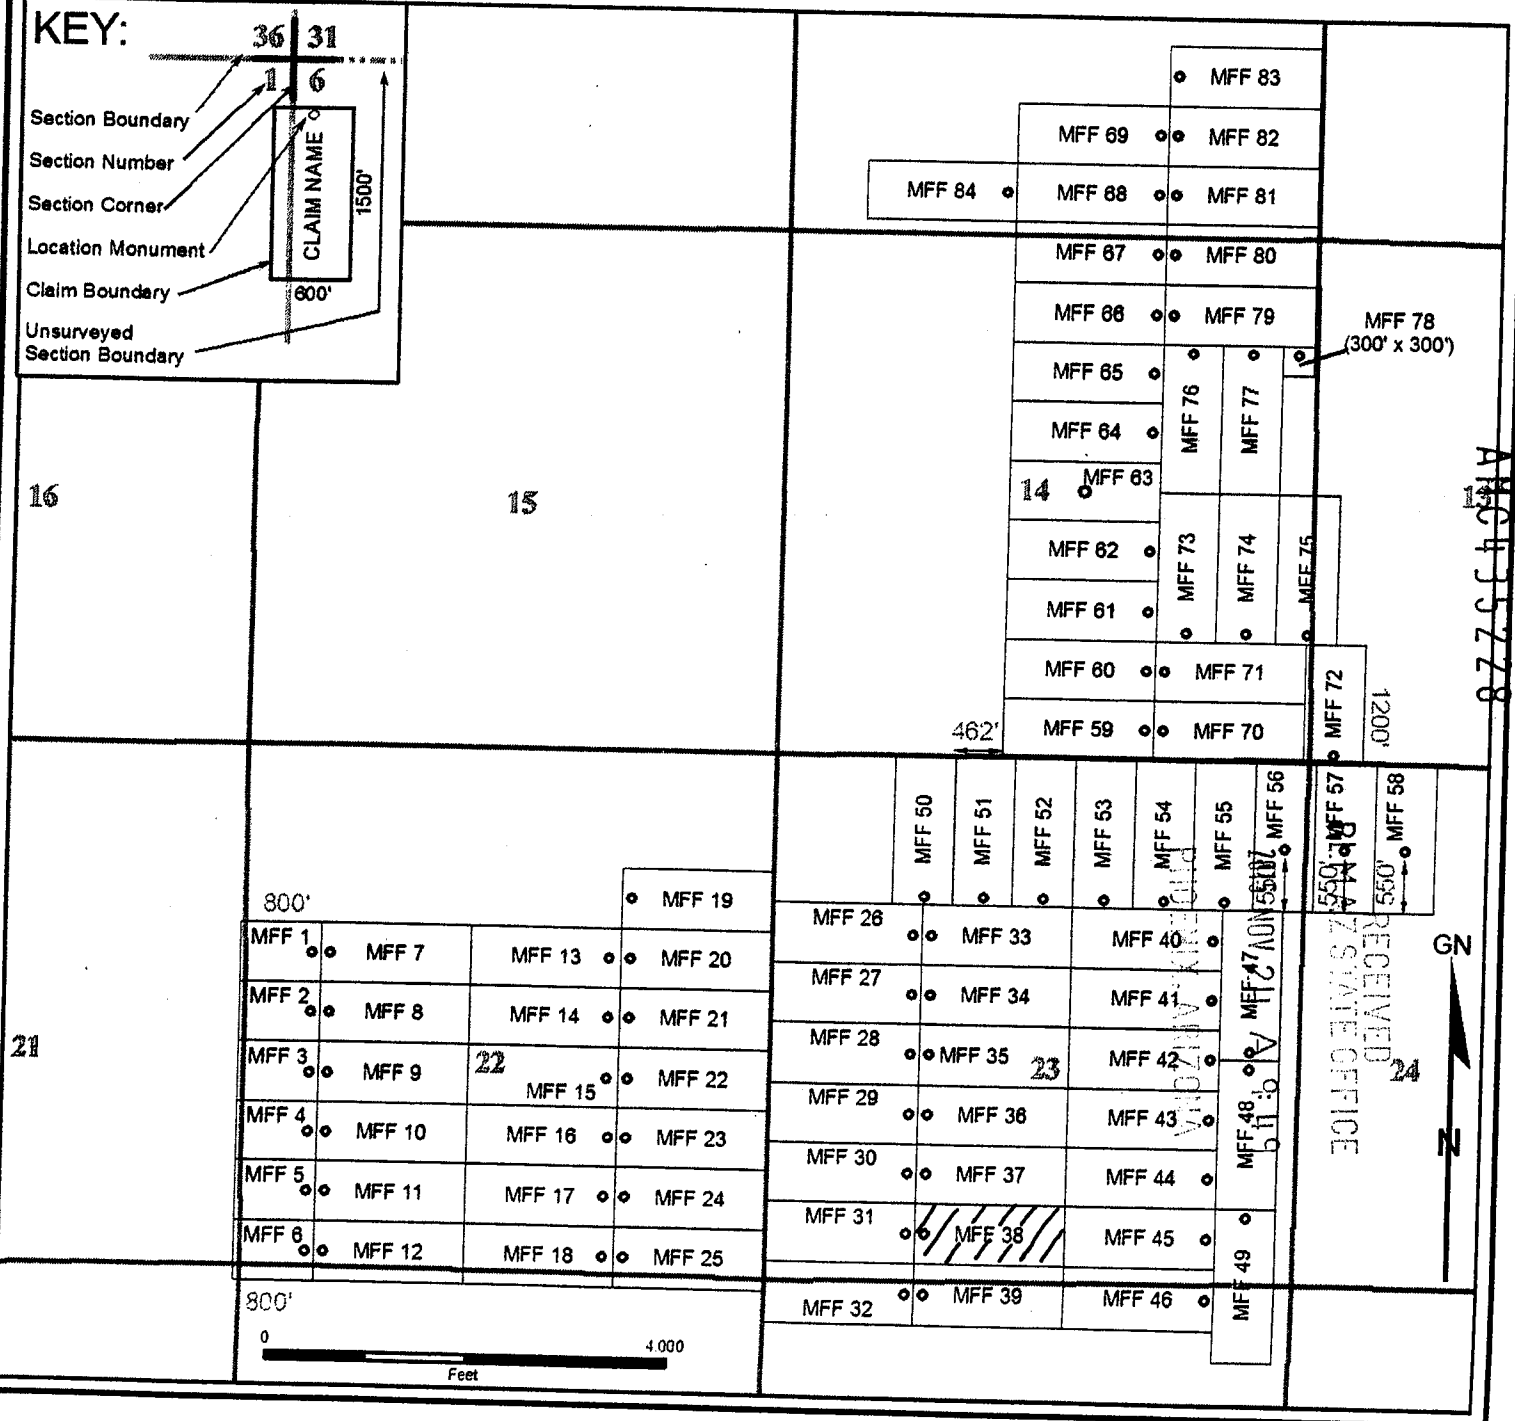 KEY:
36 31
1 6
Section Boundary
Section Number
Section Corner
Location Monument
Claim Boundary
Unsurveyed
Section Boundary
CLAIM NAME
1500'
600'
MFF 83
MFF 69 MFF 82
MFF 84 MFF 68 MFF 81
MFF 67 MFF 80
MFF 66 MFF 79
MFF 78
(300' x 300')
MFF 65
MFF 76
MFF 77
MFF 64
16
15
14
MFF 63
13
AMC435228
MFF 62
MFF 73
MFF 74
MFF 75
MFF 61
MFF 60 MFF 71
MFF 72
1200'
462'
MFF 59 MFF 70
MFF 50
MFF 51
MFF 52
MFF 53
MFF 54
MFF 55
MFF 56
MFF 57
MFF 58
550'
550'
550'
800'
MFF 19
MFF 1 MFF 7 MFF 13 MFF 20
MFF 2 MFF 8 MFF 14 MFF 21
21
MFF 3 MFF 9
22
MFF 15 MFF 22
MFF 4 MFF 10 MFF 16 MFF 23
MFF 5 MFF 11 MFF 17 MFF 24
MFF 6 MFF 12 MFF 18 MFF 25
800'
MFF 26 MFF 33 MFF 40
MFF 27 MFF 34 MFF 41
MFF 47
MFF 28 MFF 35
23
MFF 42
24
MFF 29 MFF 36 MFF 43
MFF 48
MFF 30 MFF 37 MFF 44
MFF 31 MFF 38 MFF 45
MFF 49
MFF 32 MFF 39 MFF 46
RECEIVED
BLM AZ STATE OFFICE
NOV 2
A 9:49
PHOENIX, ARIZONA
GN
N
0 4.000
Feet